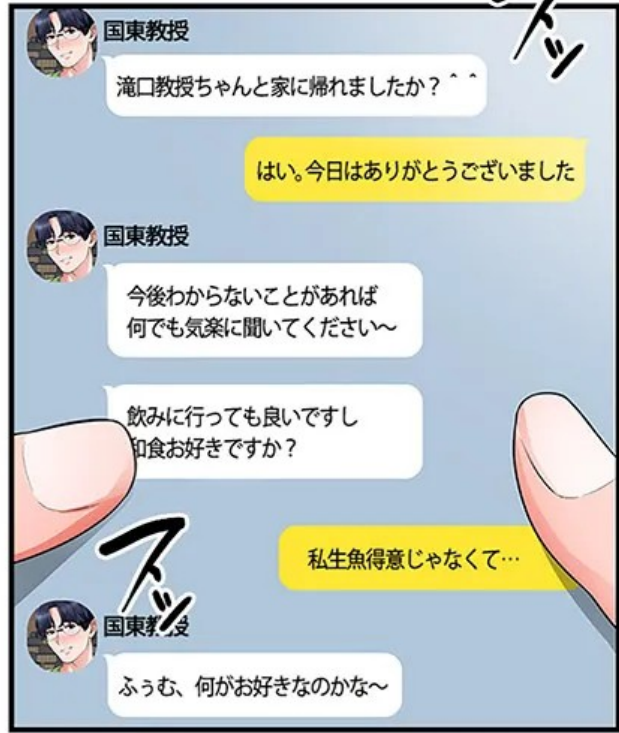 スッ
国東教授
滝口教授ちゃんと家に帰れましたか?＾＾
はい。今日はありがとうございました
国東教授
今後わからないことがあれば
何でも気楽に聞いてください〜
飲みに行っても良いですし
和食お好きですか?
私生魚得意じゃなくて…
スッ
国東教授
ふぅむ、何がお好きなのかな〜